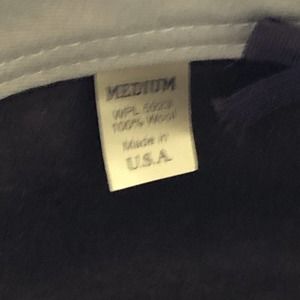 MEDIUM
WPL 5923
100% Wool
Made in
U.S.A.